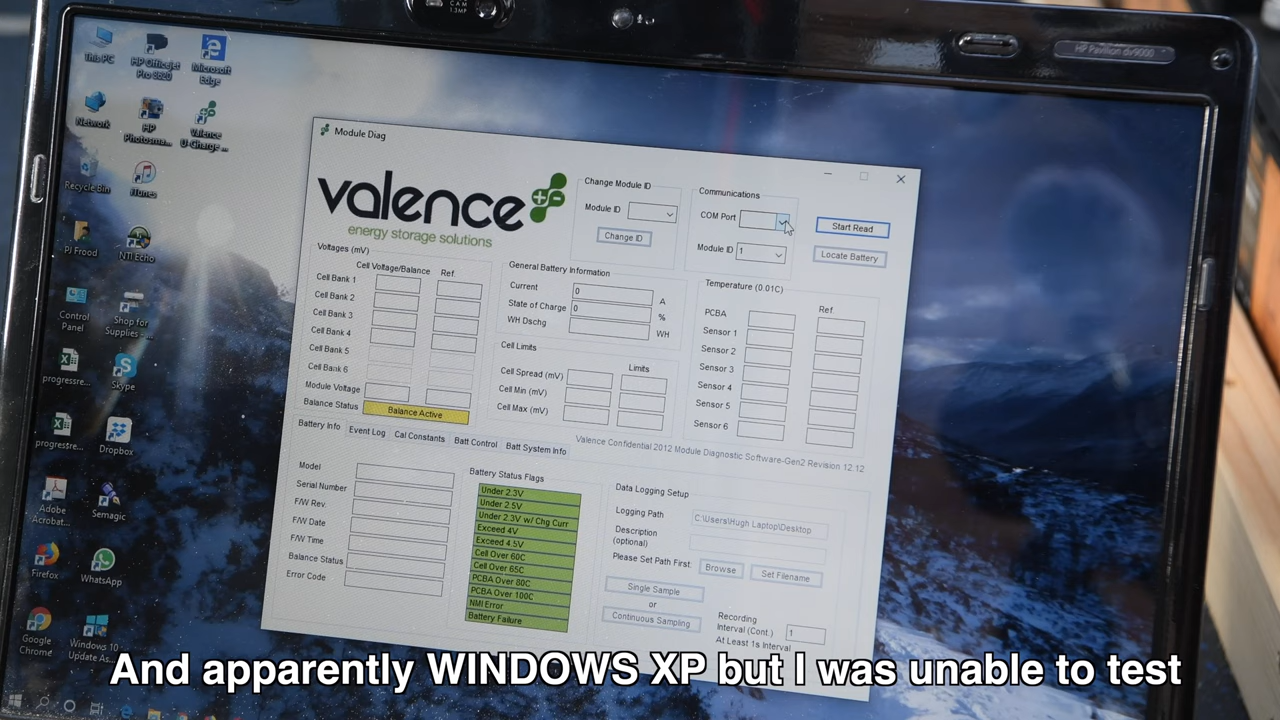 CAM
1.3MP
HP Pavilion dv9000
This PC
HP Officejet
Pro 8620
Microsoft
Edge
Network
HP
Photosma...
Valence
U-Charge ...
Recycle Bin
iTunes
PJ Frood
NTI Echo
Control
Panel
Shop for
Supplies - ...
progressre...
Skype
progressre...
Dropbox
Adobe
Acrobat...
Semagic
Firefox
WhatsApp
Google
Chrome
Windows 10
Update As...
Module Diag
valence
energy storage solutions
Change Module ID
Module ID
Change ID
Communications
COM Port
Module ID 1
Start Read
Locate Battery
Voltages (mV)
Cell Voltage/Balance Ref.
Cell Bank 1
Cell Bank 2
Cell Bank 3
Cell Bank 4
Cell Bank 5
Cell Bank 6
Module Voltage
Balance Status Balance Active
General Battery Information
Current 0 A
State of Charge 0 %
WH Dschg WH
Cell Limits
Limits
Cell Spread (mV)
Cell Min (mV)
Cell Max (mV)
Temperature (0.01C)
Ref
PCBA
Sensor 1
Sensor 2
Sensor 3
Sensor 4
Sensor 5
Sensor 6
Valence Confidential 2012 Module Diagnostic Software-Gen2 Revision 12.12
Battery Info Event Log Cal Constants Batt Control Batt System Info
Model
Serial Number
F/W Rev.
F/W Date
F/W Time
Balance Status
Error Code
Battery Status Flags
Under 2.3V
Under 2.5V
Under 2.3V w/ Chg Curr
Exceed 4V
Exceed 4.5V
Cell Over 60C
Cell Over 65C
PCBA Over 80C
PCBA Over 100C
NMI Error
Battery Failure
Data Logging Setup
Logging Path C:\Users\Hugh Laptop\Desktop
Description
(optional)
Please Set Path First: Browse Set Filename
Single Sample
or
Continuous Sampling
Recording
Interval (Cont.) 1
At Least 1s Interval
And apparently WINDOWS XP but I was unable to test